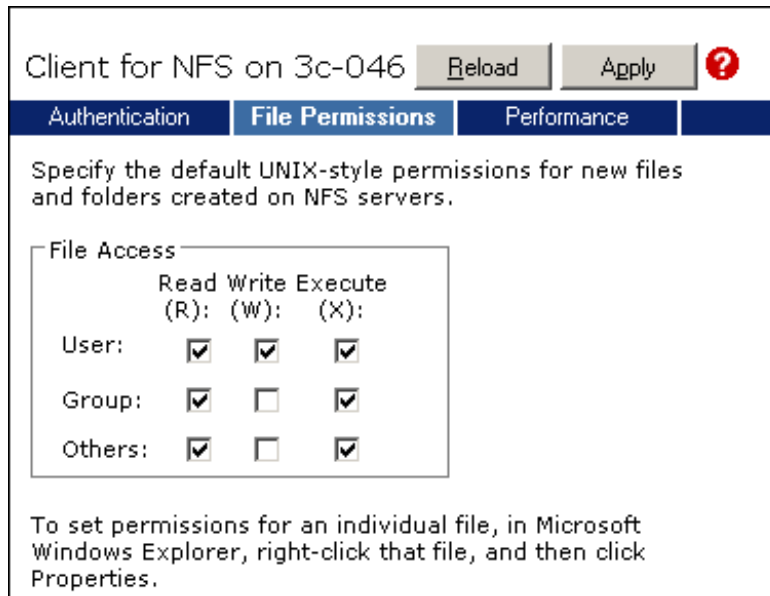 Client for NFS on 3c-046 Reload Apply ?
Authentication File Permissions Performance
Specify the default UNIX-style permissions for new files
and folders created on NFS servers.
File Access
Read Write Execute
(R): (W): (X):
User:
Group:
Others:
To set permissions for an individual file, in Microsoft
Windows Explorer, right-click that file, and then click
Properties.